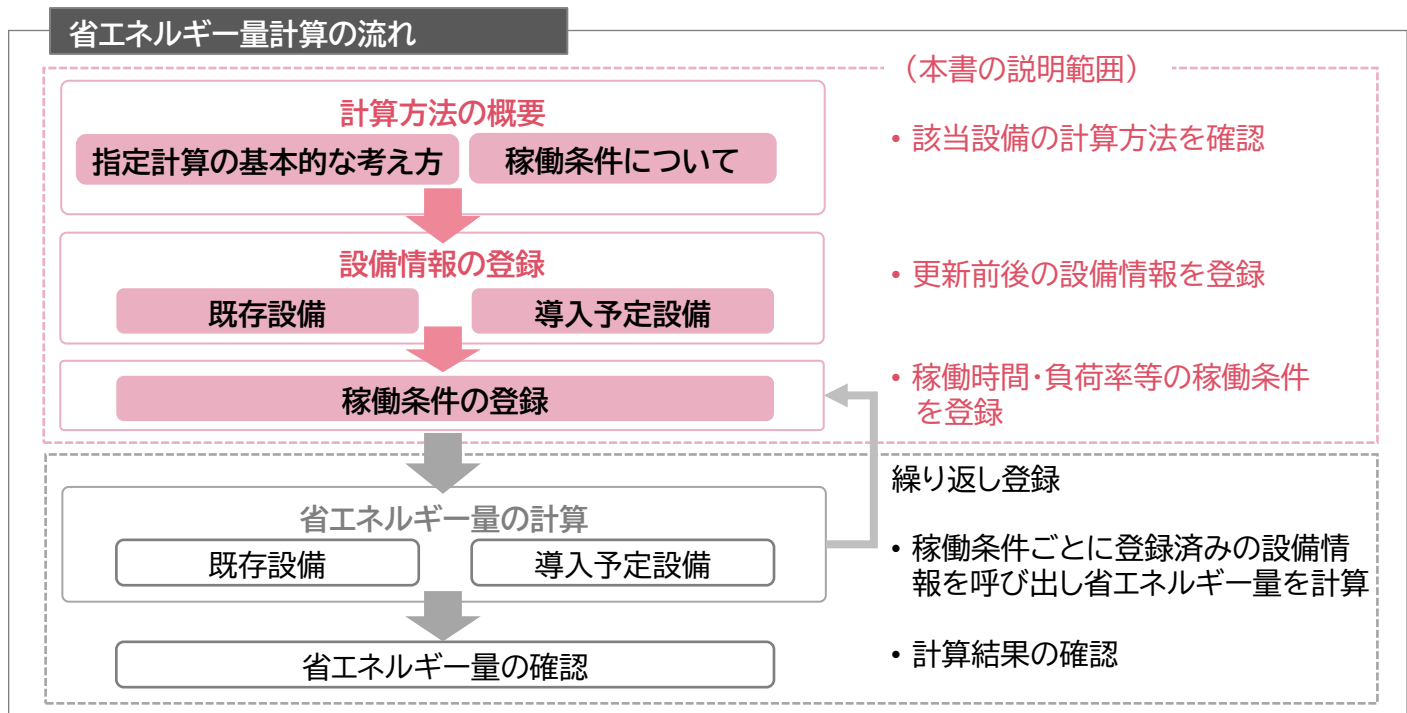 省エネルギー量計算の流れ
（本書の説明範囲）
計算方法の概要
指定計算の基本的な考え方
稼働条件について
• 該当設備の計算方法を確認
設備情報の登録
既存設備
導入予定設備
• 更新前後の設備情報を登録
稼働条件の登録
• 稼働時間・負荷率等の稼働条件
を登録
繰り返し登録
省エネルギー量の計算
既存設備
導入予定設備
• 稼働条件ごとに登録済みの設備情
報を呼び出し省エネルギー量を計算
省エネルギー量の確認
• 計算結果の確認